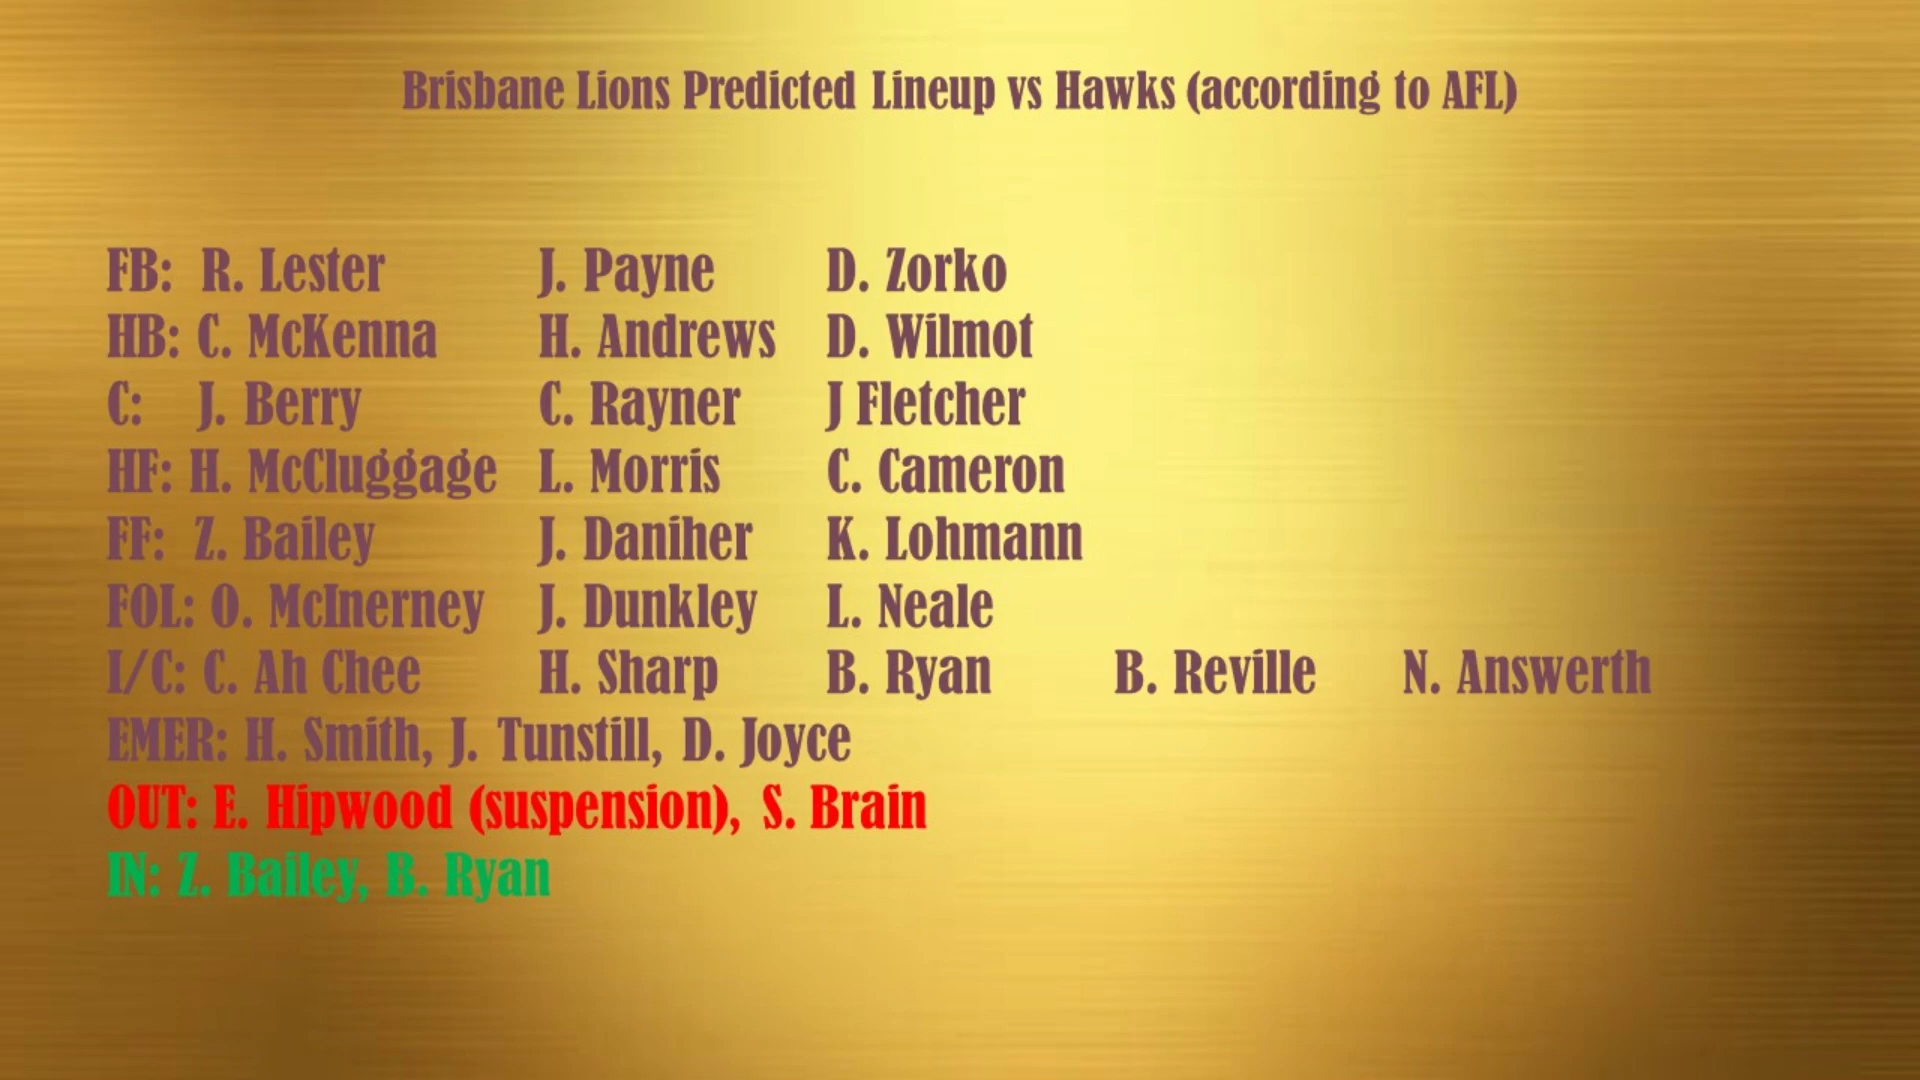 Brisbane Lions Predicted Lineup vs Hawks (according to AFL)
FB: R. Lester J. Payne D. Zorko
HB: C. McKenna H. Andrews D. Wilmot
C: J. Berry C. Rayner J Fletcher
HF: H. McCluggage L. Morris C. Cameron
FF: Z. Bailey J. Daniher K. Lohmann
FOL: O. McInerney J. Dunkley L. Neale
I/C: C. Ah Chee H. Sharp B. Ryan B. Reville N. Answerth
EMER: H. Smith, J. Tunstill, D. Joyce
OUT: E. Hipwood (suspension), S. Brain
IN: Z. Bailey, B. Ryan